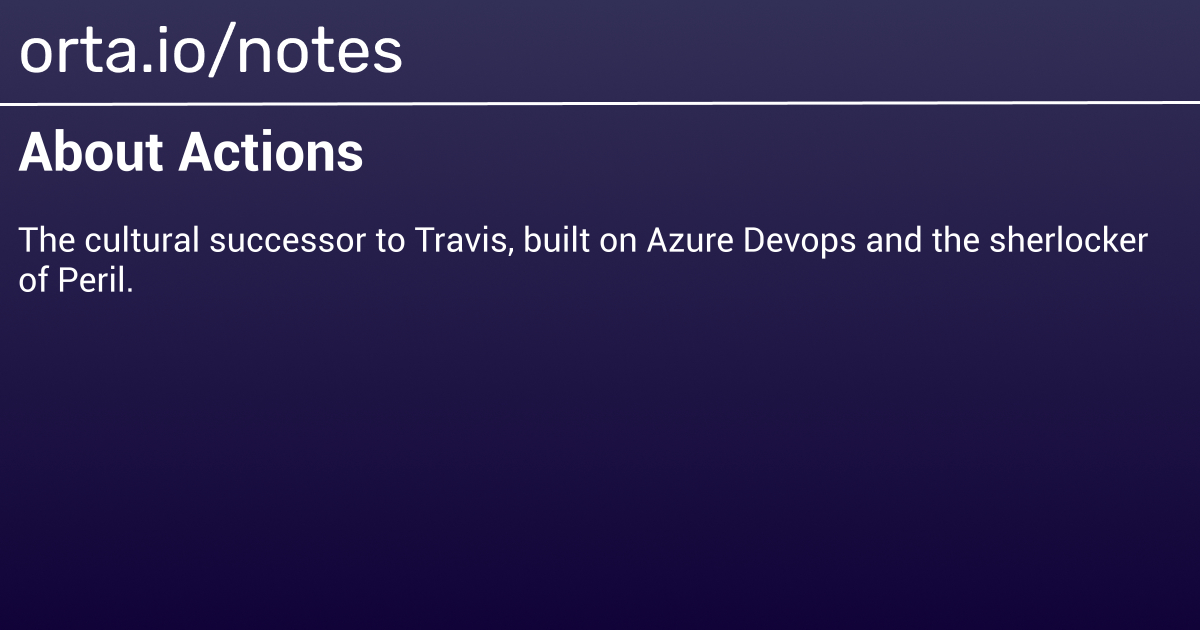 orta.io/notes
About Actions
The cultural successor to Travis, built on Azure Devops and the sherlocker
of Peril.